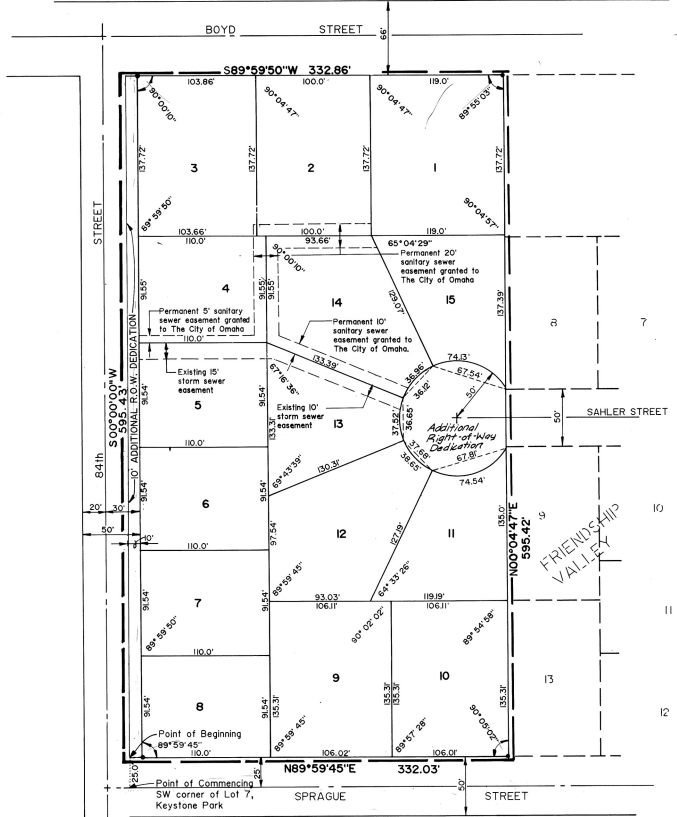 BOYD STREET
66'
S89°59'50"W 332.86'
103.86' 100.0' 119.0'
90°00'10" 90°04'47" 90°04'47" 89°55'03"
137.72' 137.72' 137.72' 137.72'
3 2 1
89°59'50" 90°04'57"
STREET
103.66' 100.0' 119.0'
110.0' 93.66' 65°04'29"
90°00'10"
Permanent 20'
sanitary sewer
easement granted to
The City of Omaha
4 14 15
91.55' 91.55' 91.55' 129.07' 137.39'
8 7
Permanent 5' sanitary
sewer easement granted
to The City of Omaha
Permanent 10'
sanitary sewer
easement granted to
The City of Omaha.
110.0' 133.39' 74.13'
67°16'36" 36.96' 36.12' 67.54'
50'
Existing 15'
storm sewer
easement
10' ADDITIONAL R.O.W. DEDICATION
S00°00'00"W
595.43'
84th
5 13
91.54' 91.54' 133.31'
Existing 10'
storm sewer
easement
37.52' 36.65'
Additional
Right-of-Way
Dedication
50' SAHLER STREET
110.0' 130.31' 37.68' 38.65' 67.81' 74.54'
69°43'39"
6 12 11
91.54' 97.54' 127.19' 135.0'
N00°04'47"E
595.42'
9 10
FRIENDSHIP
VALLEY
20' 30'
50'
10'
110.0' 89°59'45" 64°33'26"
93.03' 119.19'
106.11' 106.11'
7
91.54' 91.54'
89°59'50" 90°02'02" 89°54'58"
11
110.0'
9 10 13
135.31' 135.31' 135.31' 135.31'
8
91.54' 91.54'
12
Point of Beginning
89°59'45" 89°59'45" 89°57'28" 90°05'02"
110.0' 106.02' 106.01'
N89°59'45"E 332.03'
25.0' 25' 50'
Point of Commencing
SW corner of Lot 7,
Keystone Park
SPRAGUE STREET